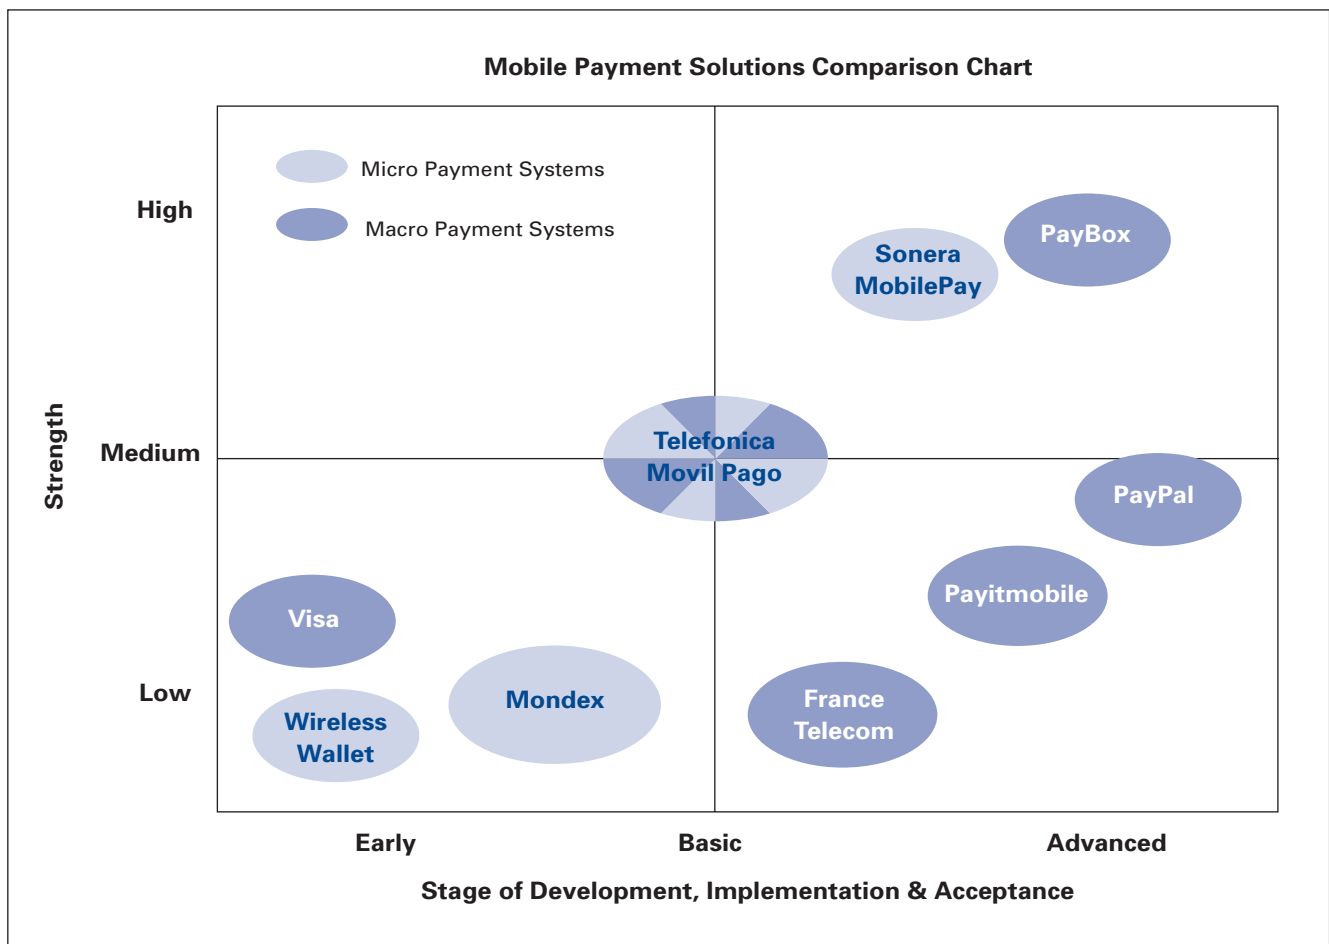 Mobile Payment Solutions Comparison Chart
Micro Payment Systems
Macro Payment Systems
High
Medium
Low
Strength
PayBox
Sonera
MobilePay
Telefonica
Movil Pago
PayPal
Payitmobile
Visa
Mondex
France
Telecom
Wireless
Wallet
Early
Basic
Advanced
Stage of Development, Implementation & Acceptance